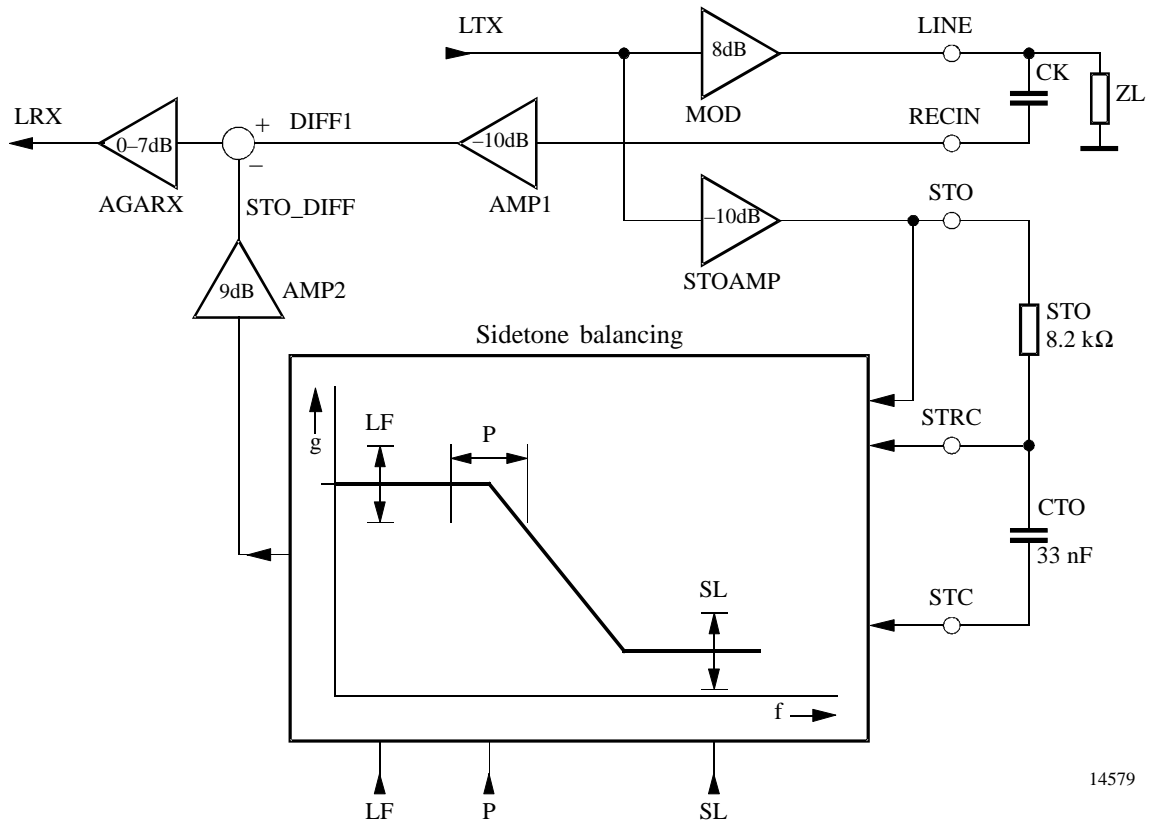 LTX
LINE
8dB
CK
ZL
MOD
LRX
DIFF1
RECIN
0–7dB
+
–
–10dB
AGARX
STO_DIFF
AMP1
STO
–10dB
STOAMP
9dB
AMP2
STO
8.2 kΩ
Sidetone balancing
LF
P
g
STRC
CTO
33 nF
SL
STC
f
LF
P
SL
14579